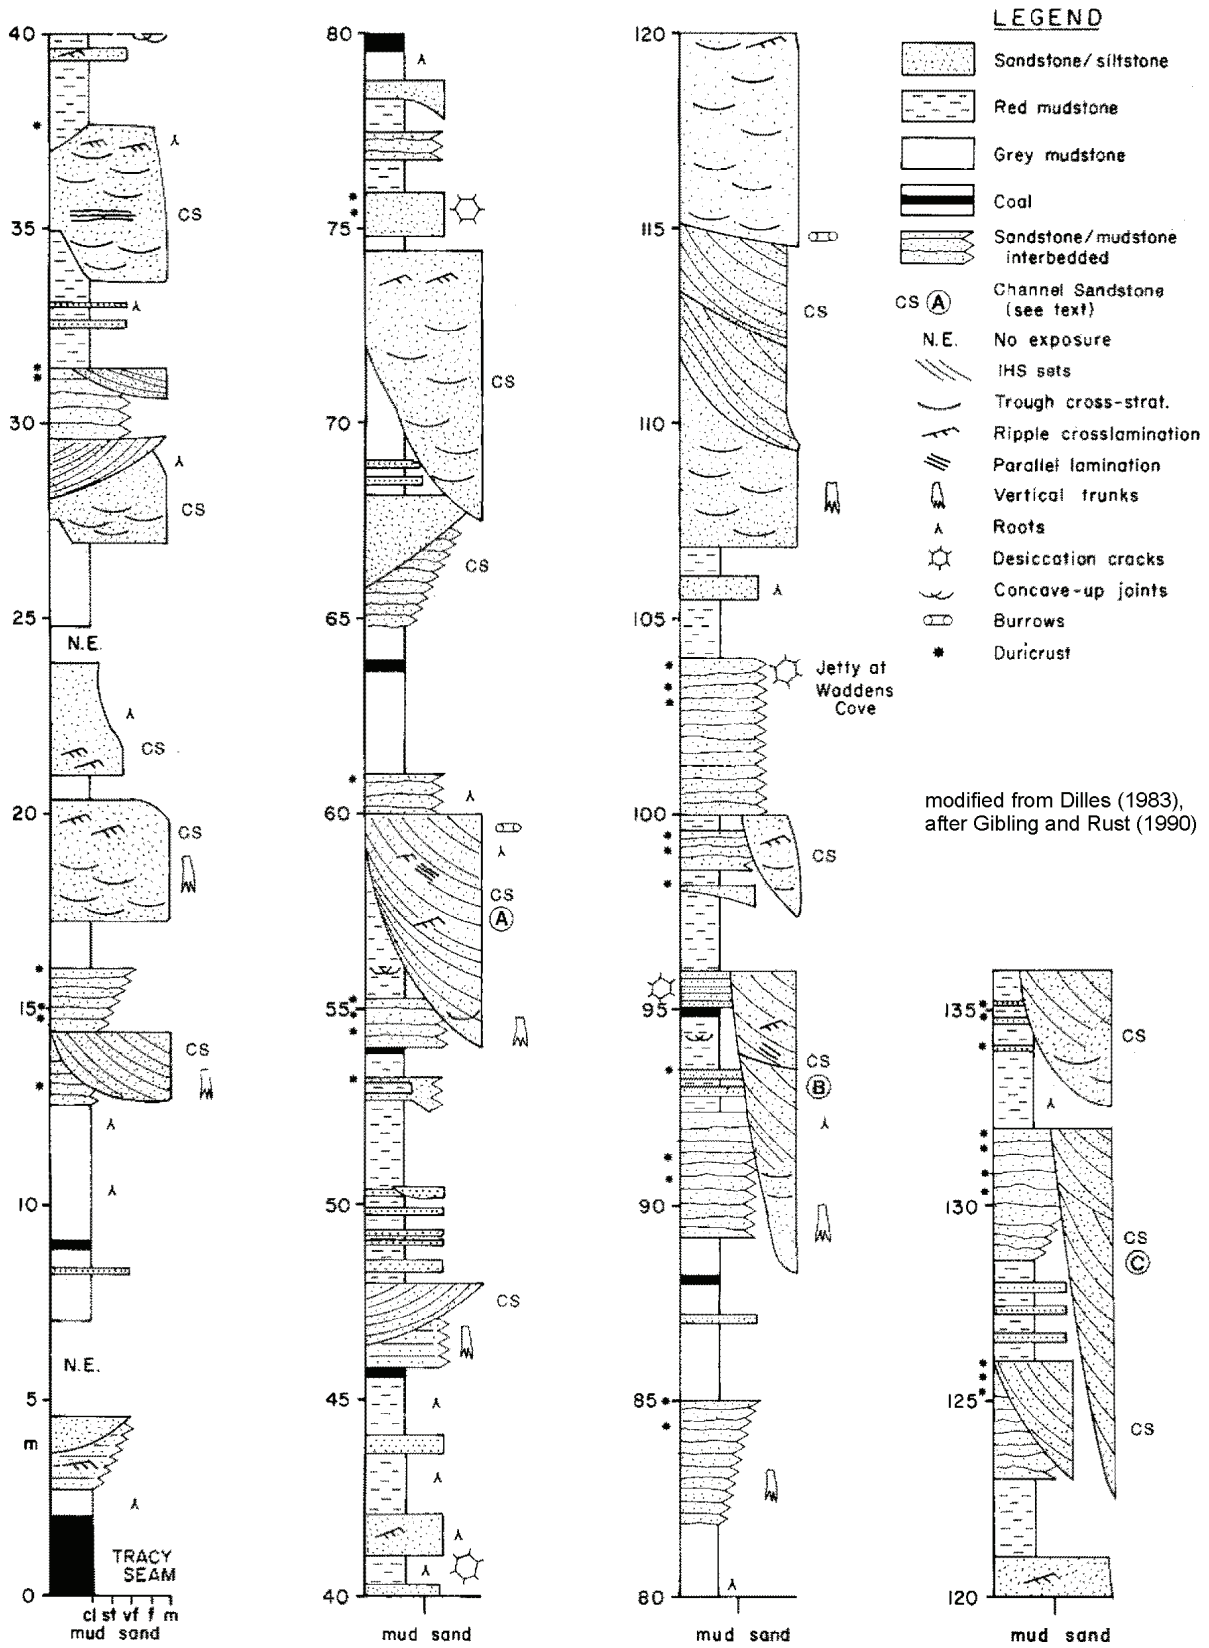 LEGEND
Sandstone/siltstone
Red mudstone
Grey mudstone
Coal
Sandstone/mudstone
interbedded
CS A Channel Sandstone
(see text)
N.E. No exposure
IHS sets
Trough cross-strat.
Ripple crosslamination
Parallel lamination
Vertical trunks
Roots
Desiccation cracks
Concave-up joints
Burrows
Duricrust
modified from Dilles (1983),
after Gibling and Rust (1990)
40
CS
35
30
CS
25
N.E.
CS
20
CS
15
CS
10
N.E.
5
m
TRACY
SEAM
0
cl st vf f m
mud sand
80
75
CS
70
CS
65
60
CS
A
55
50
CS
45
40
mud sand
120
115
CS
110
105
Jetty at
Waddens
Cove
100
CS
95
CS
B
90
85
80
mud sand
135
CS
130
CS
C
125
CS
120
mud sand